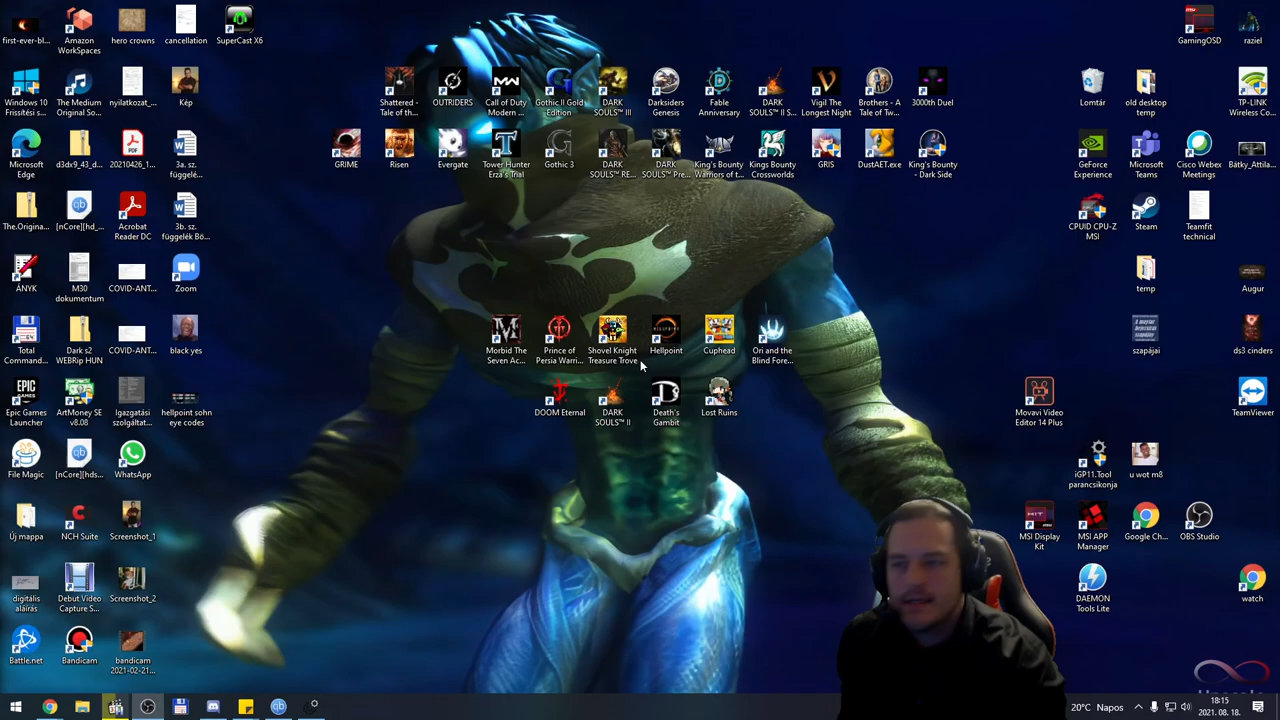 first-ever-bl...
Amazon
WorkSpaces
hero crowns
cancellation
SuperCast X6
GamingOSD
raziel
Windows 10
Frissítési s...
The Medium
Original So...
nyilatkozat_...
Kép
Shattered -
Tale of th...
OUTRIDERS
Call of Duty
Modern ...
Gothic II Gold
Edition
DARK
SOULS™ III
Darksiders
Genesis
Fable
Anniversary
DARK
SOULS™ II S...
Vigil The
Longest Night
Brothers - A
Tale of Tw...
3000th Duel
Lomtár
old desktop
temp
TP-LINK
Wireless Co...
Microsoft
Edge
d3dx9_43_d...
20210426_1...
3a. sz.
függelé...
GRIME
Risen
Evergate
Tower Hunter
Erza's Trial
Gothic 3
DARK
SOULS™ RE...
DARK
SOULS™ Pre...
King's Bounty
Warriors of t...
Kings Bounty
Crossworlds
GRIS
DustAET.exe
King's Bounty
- Dark Side
GeForce
Experience
Microsoft
Teams
Cisco Webex
Meetings
Bátky_Attila...
The.Origina...
[nCore][hd_...
Acrobat
Reader DC
3b. sz.
függelék Bö...
CPUID CPU-Z
MSI
Steam
Teamfit
technical
ÁNYK
M30
dokumentum
COVID-ANT...
Zoom
temp
Augur
Total
Comman...
Dark s2
WEBRip HUN
COVID-ANT...
black yes
Morbid The
Seven Ac...
Prince of
Persia Warri...
Shovel Knight
Treasure Trove
Hellpoint
Cuphead
Ori and the
Blind Fore...
szapájai
ds3 cinders
Epic Games
Launcher
ArtMoney SE
v8.08
Igazgatási
szolgáltat...
hellpoint sohn
eye codes
DOOM Eternal
DARK
SOULS™ II
Death's
Gambit
Lost Ruins
Movavi Video
Editor 14 Plus
TeamViewer
File Magic
[nCore][hds...
WhatsApp
iGP11.Tool
parancsikonja
u wot m8
Új mappa
NCH Suite
Screenshot_1
MSI Display
Kit
MSI APP
Manager
Google Ch...
OBS Studio
digitális
aláírás
Debut Video
Capture S...
Screenshot_2
DAEMON
Tools Lite
watch
Battle.net
Bandicam
bandicam
2021-02-21...
20°C Napos
18:15
2021. 08. 18.